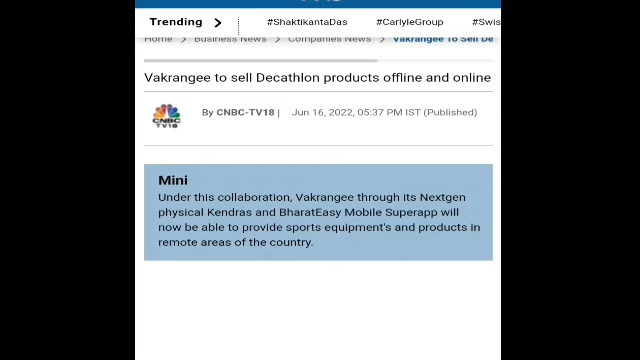 Trending > #ShaktikantaDas #CarlyleGroup #Swis
Home > Business News > Companies News > Vakrangee To Sell De
Vakrangee to sell Decathlon products offline and online
CNBC
TV18
By CNBC-TV18 | Jun 16, 2022, 05:37 PM IST (Published)
Mini
Under this collaboration, Vakrangee through its Nextgen
physical Kendras and BharatEasy Mobile Superapp will
now be able to provide sports equipment's and products in
remote areas of the country.